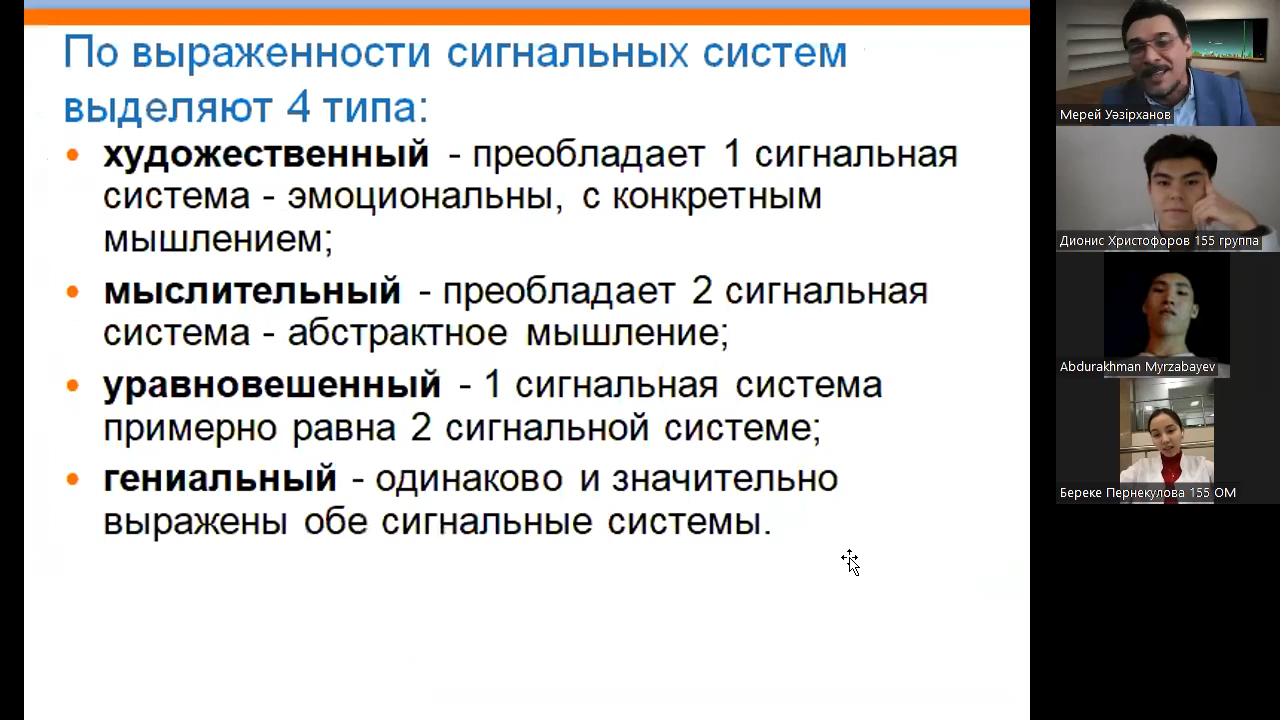 По выраженности сигнальных систем
выделяют 4 типа:
• художественный - преобладает 1 сигнальная
система - эмоциональны, с конкретным
мышлением;
• мыслительный - преобладает 2 сигнальная
система - абстрактное мышление;
• уравновешенный - 1 сигнальная система
примерно равна 2 сигнальной системе;
• гениальный - одинаково и значительно
выражены обе сигнальные системы.
Мерей Уәзірханов
Дионис Христофоров 155 группа
Abdurakhman Myrzabayev
Береке Пернекулова 155 ОМ